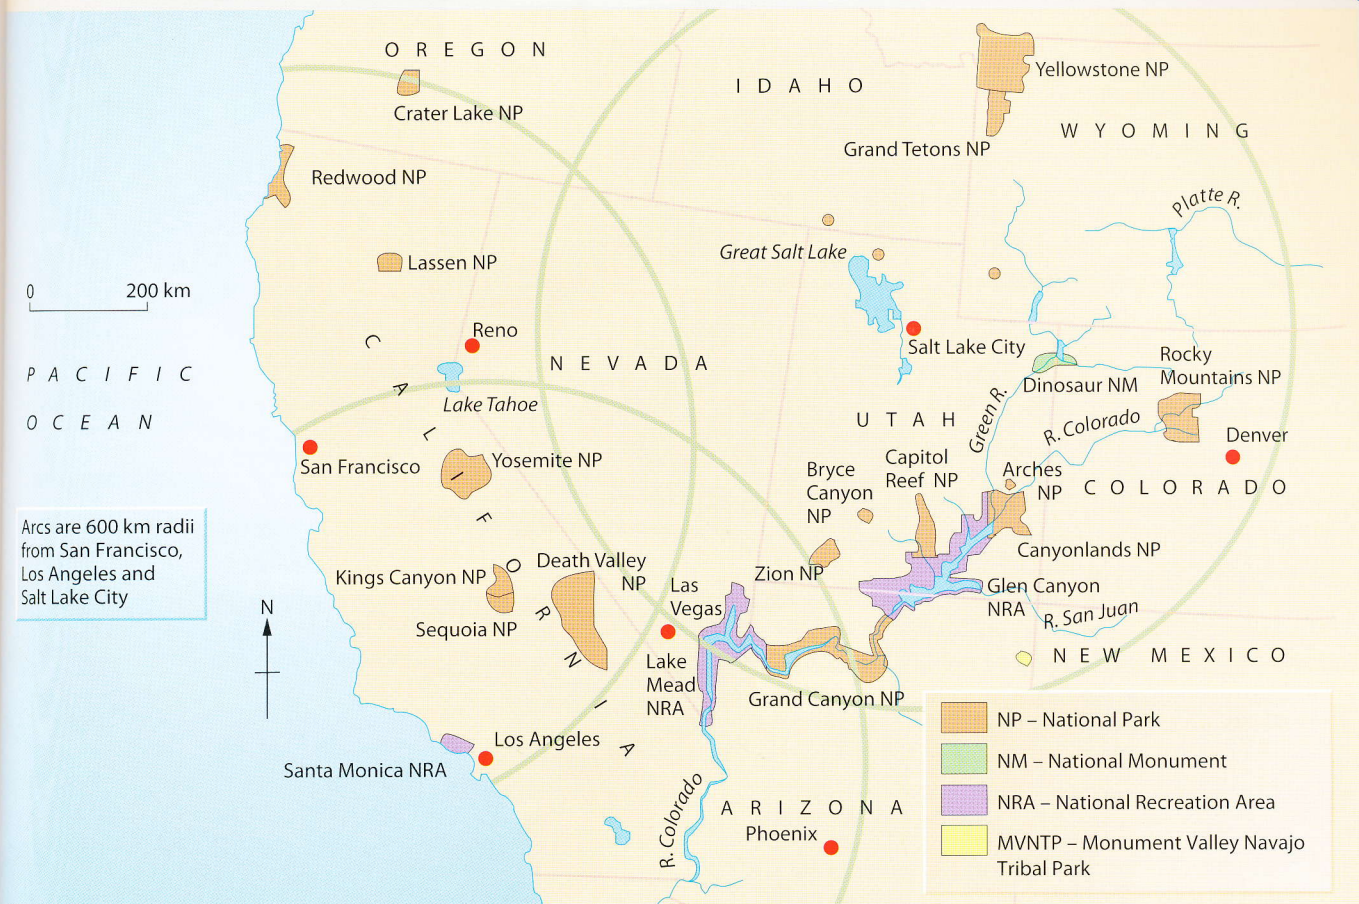 O R E G O N
Crater Lake NP
I D A H O
Yellowstone NP
W Y O M I N G
Grand Tetons NP
Redwood NP
Platte R.
Lassen NP
Great Salt Lake
0 200 km
Reno
Salt Lake City
C A L I F O R N I A
N E V A D A
P A C I F I C
O C E A N
Lake Tahoe
Dinosaur NM
Rocky
Mountains NP
Green R.
R. Colorado
U T A H
Denver
San Francisco
Yosemite NP
Bryce
Canyon
NP
Capitol
Reef NP
Arches
NP
C O L O R A D O
Arcs are 600 km radii
from San Francisco,
Los Angeles and
Salt Lake City
Canyonlands NP
Kings Canyon NP
Death Valley
NP
Las
Vegas
Zion NP
Glen Canyon
NRA
R. San Juan
N
Sequoia NP
Lake
Mead
NRA
Grand Canyon NP
N E W M E X I C O
Los Angeles
Santa Monica NRA
R. Colorado
A R I Z O N A
Phoenix
NP – National Park
NM – National Monument
NRA – National Recreation Area
MVNTP – Monument Valley Navajo
Tribal Park